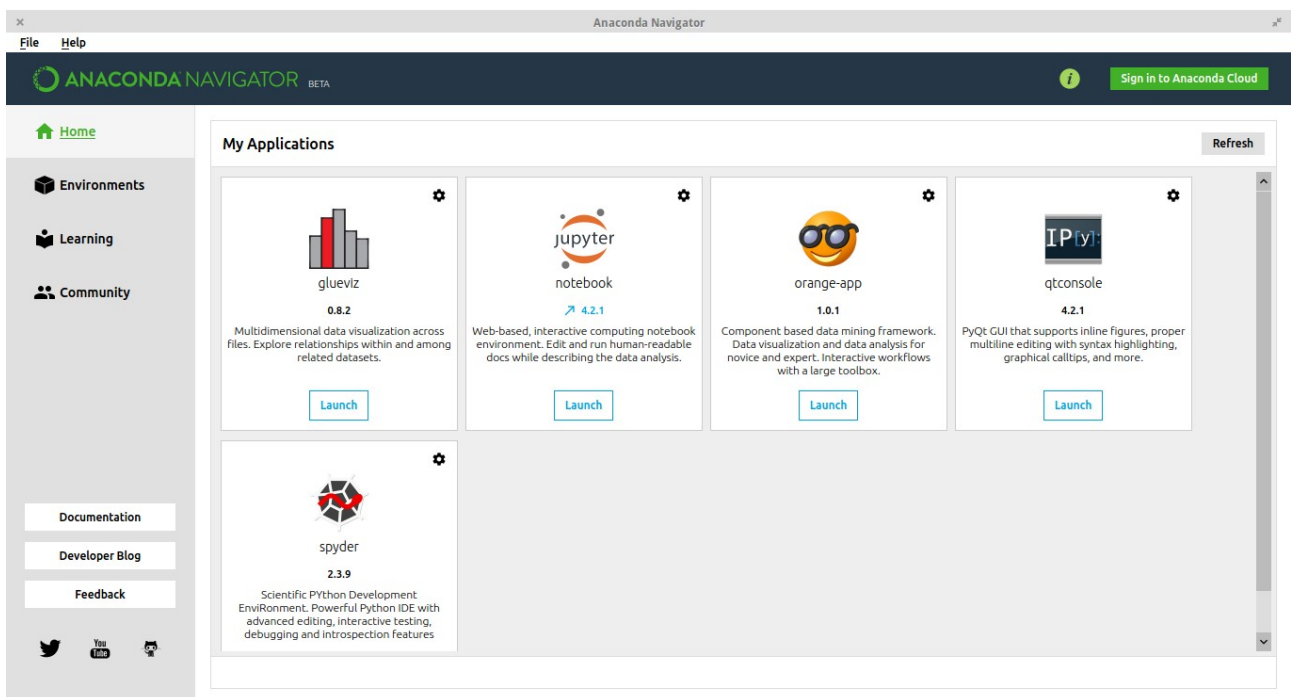 Anaconda Navigator
File Help
ANACONDA NAVIGATOR BETA
i
Sign in to Anaconda Cloud
Home
Environments
Learning
Community
Documentation
Developer Blog
Feedback
You
Tube
My Applications
Refresh
glueviz
0.8.2
Multidimensional data visualization across
files. Explore relationships within and among
related datasets.
Launch
jupyter
notebook
4.2.1
Web-based, interactive computing notebook
environment. Edit and run human-readable
docs while describing the data analysis.
Launch
orange-app
1.0.1
Component based data mining framework.
Data visualization and data analysis for
novice and expert. Interactive workflows
with a large toolbox.
Launch
IP[y]:
qtconsole
4.2.1
PyQt GUI that supports inline figures, proper
multiline editing with syntax highlighting,
graphical calltips, and more.
Launch
spyder
2.3.9
Scientific PYthon Development
EnviRonment. Powerful Python IDE with
advanced editing, interactive testing,
debugging and introspection features